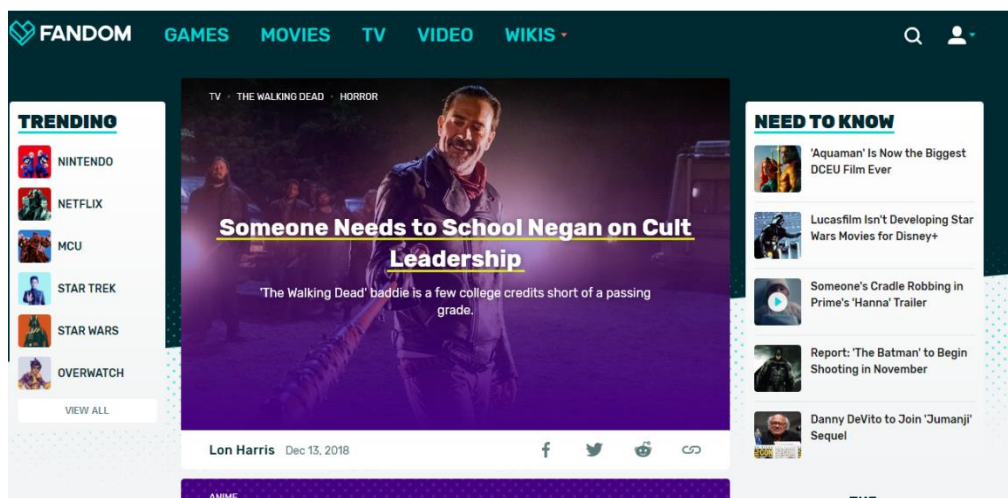 FANDOM GAMES MOVIES TV VIDEO WIKIS
TRENDING
NINTENDO
NETFLIX
MCU
STAR TREK
STAR WARS
OVERWATCH
VIEW ALL
TV · THE WALKING DEAD · HORROR
Someone Needs to School Negan on Cult
Leadership
'The Walking Dead' baddie is a few college credits short of a passing
grade.
Lon Harris Dec 13, 2018
ANIME
NEED TO KNOW
'Aquaman' Is Now the Biggest
DCEU Film Ever
Lucasfilm Isn't Developing Star
Wars Movies for Disney+
Someone's Cradle Robbing in
Prime's 'Hanna' Trailer
Report: 'The Batman' to Begin
Shooting in November
Danny DeVito to Join 'Jumanji'
Sequel
THE